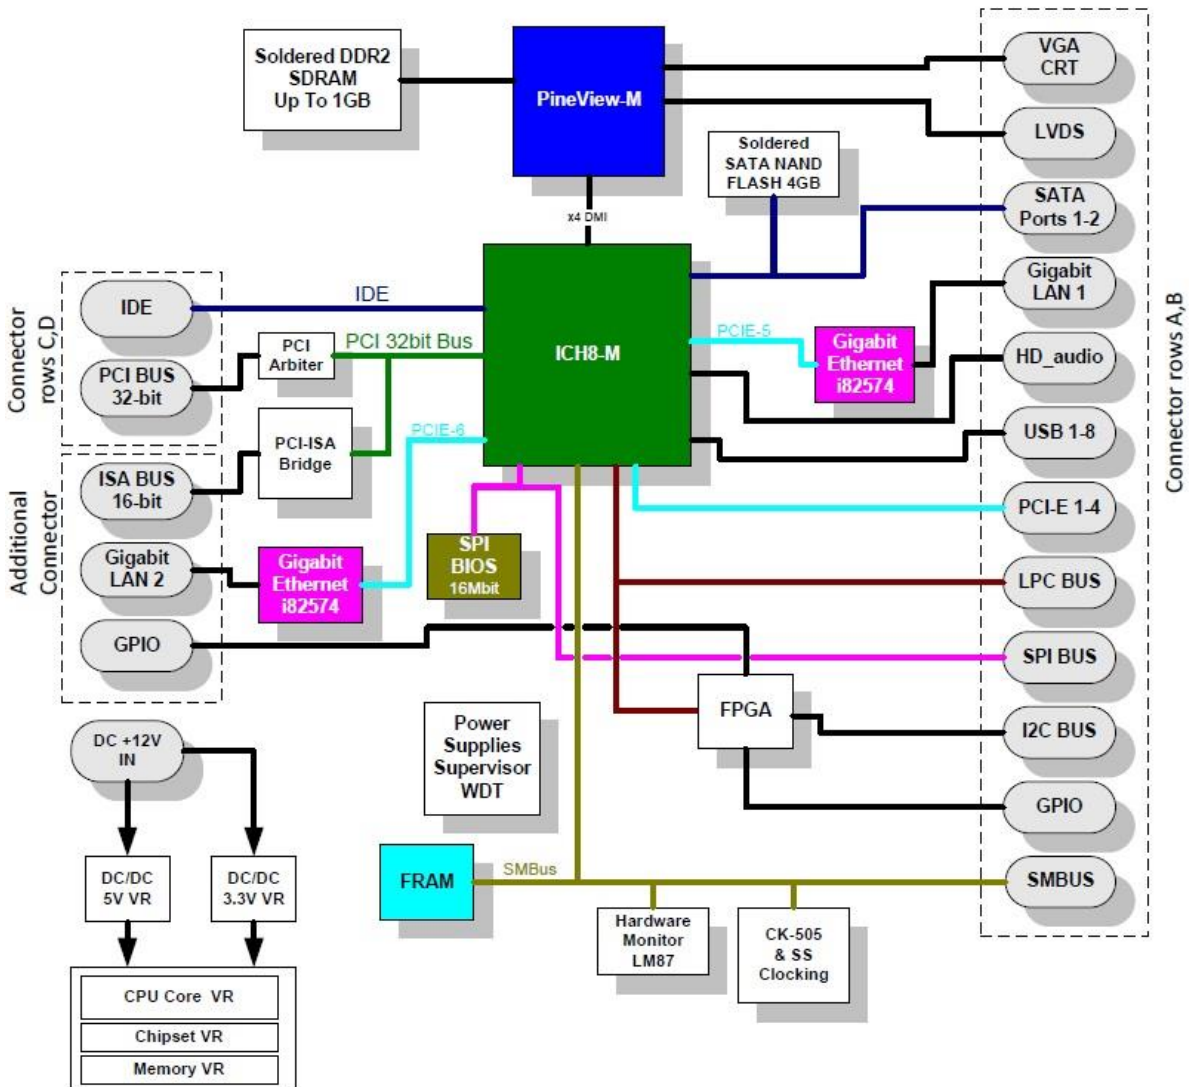 Soldered DDR2
SDRAM
Up To 1GB
PineView-M
VGA
CRT
LVDS
Soldered
SATA NAND
FLASH 4GB
SATA
Ports 1-2
x4 DMI
Gigabit
LAN 1
Connector
rows C,D
IDE
IDE
PCI
Arbiter
PCI 32bit Bus
PCI BUS
32-bit
ICH8-M
PCIE-5
Gigabit
Ethernet
i82574
HD_audio
Connector rows A,B
PCI-ISA
Bridge
PCIE-6
USB 1-8
Additional
Connector
ISA BUS
16-bit
PCI-E 1-4
Gigabit
LAN 2
Gigabit
Ethernet
i82574
SPI
BIOS
16Mbit
LPC BUS
GPIO
SPI BUS
FPGA
I2C BUS
Power
Supplies
Supervisor
WDT
DC +12V
IN
GPIO
DC/DC
5V VR
DC/DC
3.3V VR
FRAM
SMBus
SMBUS
Hardware
Monitor
LM87
CK-505
& SS
Clocking
CPU Core VR
Chipset VR
Memory VR